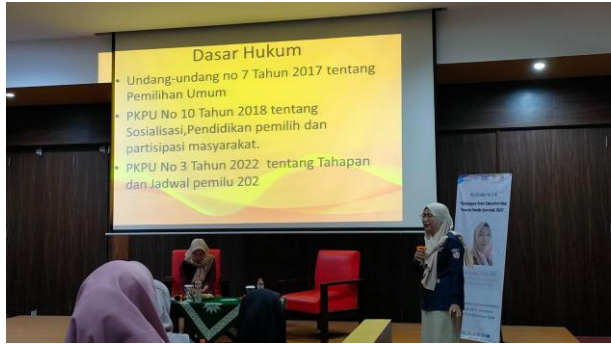 Dasar Hukum
• Undang-undang no 7 Tahun 2017 tentang
Pemilihan Umum
• PKPU No 10 Tahun 2018 tentang
Sosialisasi,Pendidikan pemilih dan
partisipasi masyarakat.
• PKPU No 3 Tahun 2022 tentang Tahapan
dan Jadwal pemilu 202